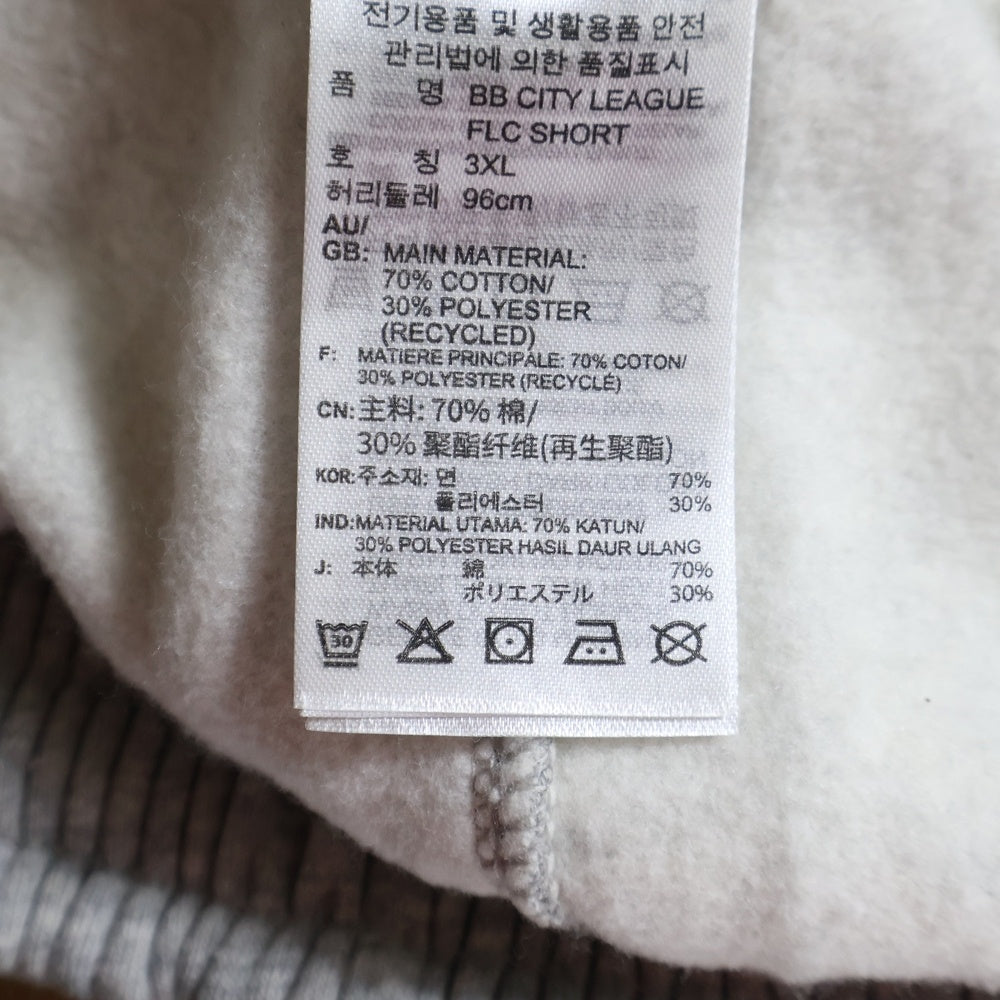 전기용품 및 생활용품 안전
관리법에 의한 품질표시
품 명 BB CITY LEAGUE
FLC SHORT
호 칭 3XL
허리둘레 96cm
AU/
GB: MAIN MATERIAL:
70% COTTON/
30% POLYESTER
(RECYCLED)
F: MATIERE PRINCIPALE: 70% COTON/
30% POLYESTER (RECYCLÉ)
CN: 主料: 70% 棉/
30% 聚酯纤维(再生聚酯)
KOR: 주소재: 면 70%
폴리에스터 30%
IND: MATERIAL UTAMA: 70% KATUN/
30% POLYESTER HASIL DAUR ULANG
J: 本体 綿 70%
ポリエステル 30%
30